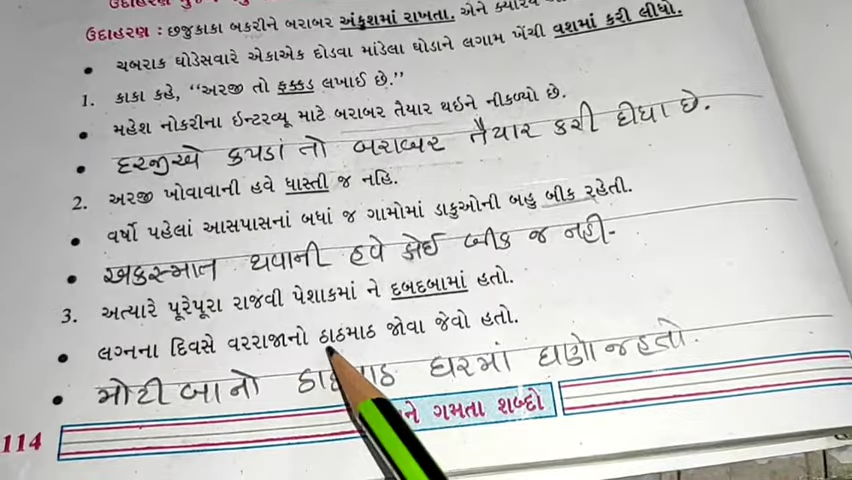 ઉદાહરણ : છજુકાકા બકરીને બરાબર અંકુશમાં રાખતા. એને ક્યારેય
• ચબરાક ઘોડેસવારે એકાએક દોડવા માંડેલા ઘોડાને લગામ ખેંચી વશમાં કરી લીધો.
1. કાકા કહે, “અરજી તો ફક્કડ લખાઈ છે.”
• મહેશ નોકરીના ઇન્ટરવ્યૂ માટે બરાબર તૈયાર થઇને નીકળ્યો છે.
• દરજીએ કપડાં તો બરાબર તૈયાર કરી દીધા છે.
2. અરજી ખોવાવાની હવે ધાસ્તી જ નહિ.
• વર્ષો પહેલાં આસપાસનાં બધાં જ ગામોમાં ડાકુઓની બહુ બીક રહેતી.
• અકસ્માત થવાની હવે કોઈ બીક જ નહી-
3. અત્યારે પૂરેપૂરા રાજવી પેશાકમાં ને દબદબામાં હતો.
• લગ્નના દિવસે વરરાજાનો ઠાઠમાઠ જોવા જેવો હતો.
• મોટી બા નો ઠાઠમાઠ ઘરમાં ઘણો જ હતો.
114
ને ગમતા શબ્દો